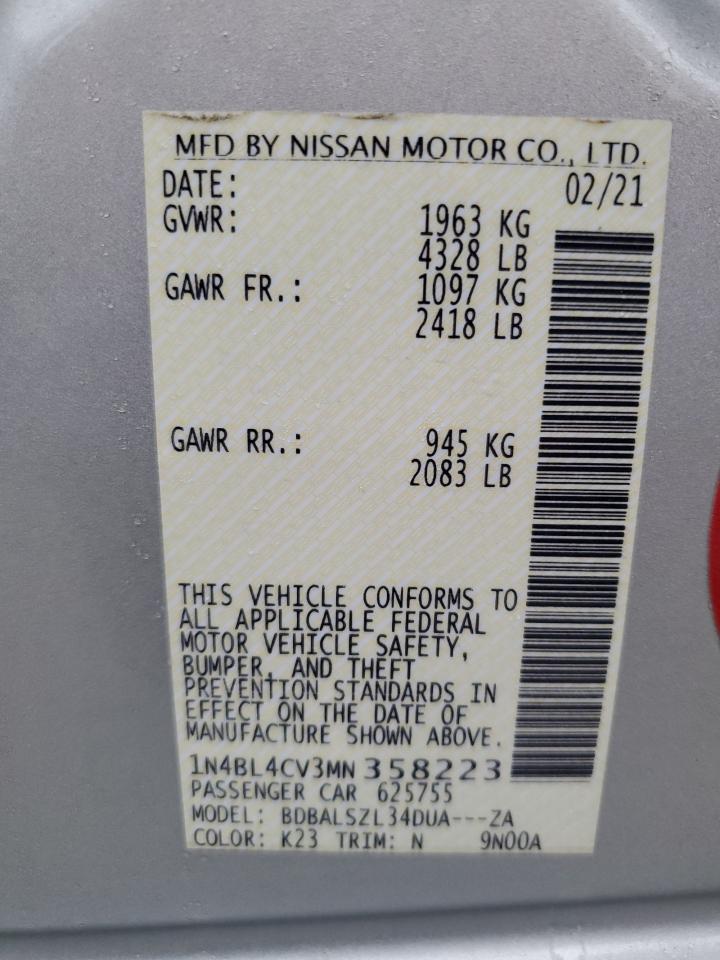 MFD BY NISSAN MOTOR CO., LTD.
DATE: 02/21
GVWR: 1963 KG
4328 LB
GAWR FR.: 1097 KG
2418 LB
GAWR RR.: 945 KG
2083 LB
THIS VEHICLE CONFORMS TO
ALL APPLICABLE FEDERAL
MOTOR VEHICLE SAFETY,
BUMPER, AND THEFT
PREVENTION STANDARDS IN
EFFECT ON THE DATE OF
MANUFACTURE SHOWN ABOVE.
1N4BL4CV3MN358223
PASSENGER CAR 625755
MODEL: BDBALSZL34DUA---ZA
COLOR: K23 TRIM: N 9N00A